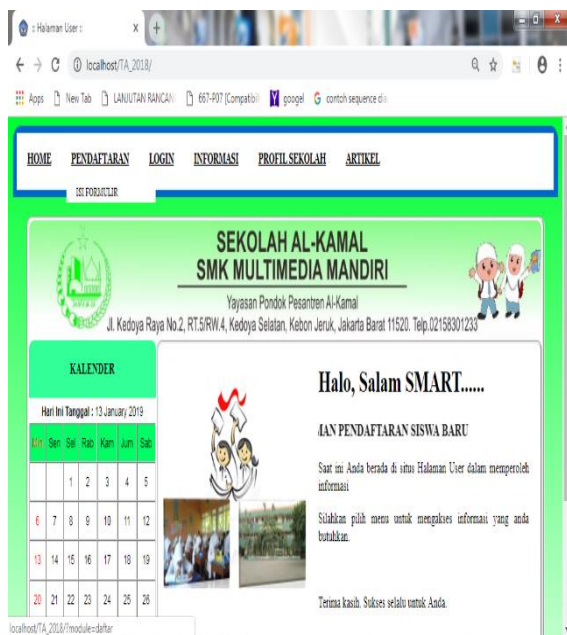 : Halaman User :
localhost/TA_2018/
Apps New Tab LANJUTAN RANCAN 667-P07 [Compatibil googel contoh sequence dia
HOME PENDAFTARAN LOGIN INFORMASI PROFIL SEKOLAH ARTIKEL
ISI FORMULIR
SEKOLAH AL-KAMAL
SMK MULTIMEDIA MANDIRI
Yayasan Pondok Pesantren Al-Kamal
Jl. Kedoya Raya No.2, RT.5/RW.4, Kedoya Selatan, Kebon Jeruk, Jakarta Barat 11520. Telp.02158301233
KALENDER
Hari Ini Tanggal : 13 January 2019
Min Sen Sel Rab Kam Jum Sab
1 2 3 4 5
6 7 8 9 10 11 12
13 14 15 16 17 18 19
20 21 22 23 24 25 26
Halo, Salam SMART......
MAN PENDAFTARAN SISWA BARU
Saat ini Anda berada di situs Halaman User dalam memperoleh
informasi
Silahkan pilih menu untuk mengakses informasi yang anda
butuhkan.
Terima kasih. Sukses selalu untuk Anda.
localhost/TA_2018/?module=daftar